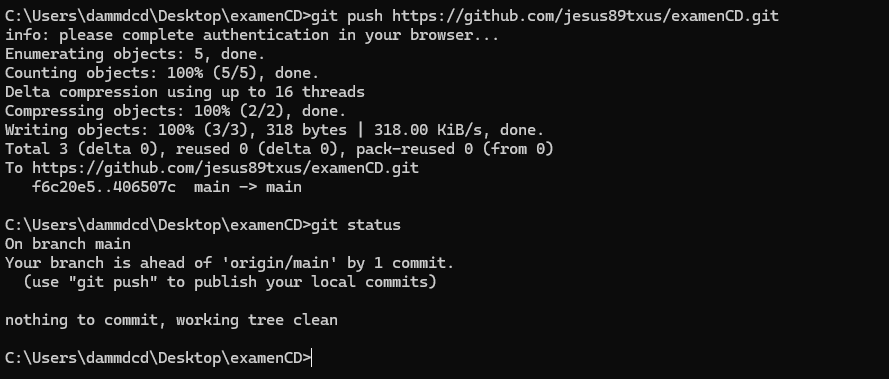 C:\Users\dammdcd\Desktop\examenCD>git push https://github.com/jesus89txus/examenCD.git
info: please complete authentication in your browser...
Enumerating objects: 5, done.
Counting objects: 100% (5/5), done.
Delta compression using up to 16 threads
Compressing objects: 100% (2/2), done.
Writing objects: 100% (3/3), 318 bytes | 318.00 KiB/s, done.
Total 3 (delta 0), reused 0 (delta 0), pack-reused 0 (from 0)
To https://github.com/jesus89txus/examenCD.git
   f6c20e5..406507c  main -> main

C:\Users\dammdcd\Desktop\examenCD>git status
On branch main
Your branch is ahead of 'origin/main' by 1 commit.
  (use "git push" to publish your local commits)

nothing to commit, working tree clean

C:\Users\dammdcd\Desktop\examenCD>